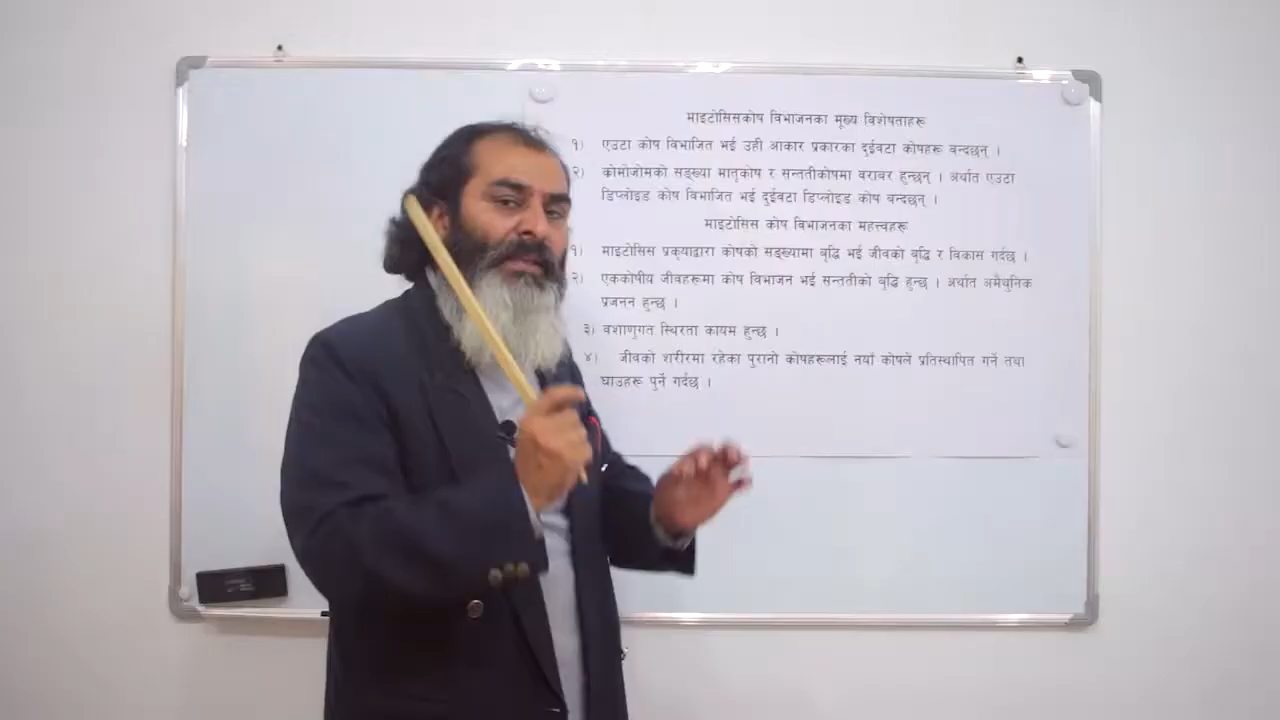 माइटोसिसकोष विभाजनका मूख्य विशेषताहरू
१) एउटा कोष विभाजित भई उही आकार प्रकारका दुईवटा कोषहरू बन्दछन् ।
२) कोमोजोमको सङ्ख्या मातृकोष र सन्ततीकोषमा वरावर हुन्छन् । अर्थात एउटा
डिप्लोइड कोष विभाजित भई दुईवटा डिप्लोइड कोष बन्दछन् ।
माइटोसिस कोष विभाजनका महत्त्वहरू
१) माइटोसिस प्रकृयाद्वारा कोषको सङ्ख्यामा बृद्धि भई जीवको बृद्धि र विकास गर्दछ ।
२) एककोषीय जीवहरूमा कोष विभाजन भई सन्ततीको वृद्धि हुन्छ । अर्थात अमैथुनिक
प्रजनन हुन्छ ।
३) वशाणुगत स्थिरता कायम हुन्छ ।
४) जीवको शरीरमा रहेका पुरानो कोषहरूलाई नयाँ कोषले प्रतिस्थापित गर्ने तथा
घाउहरू पुर्ने गर्दछ ।